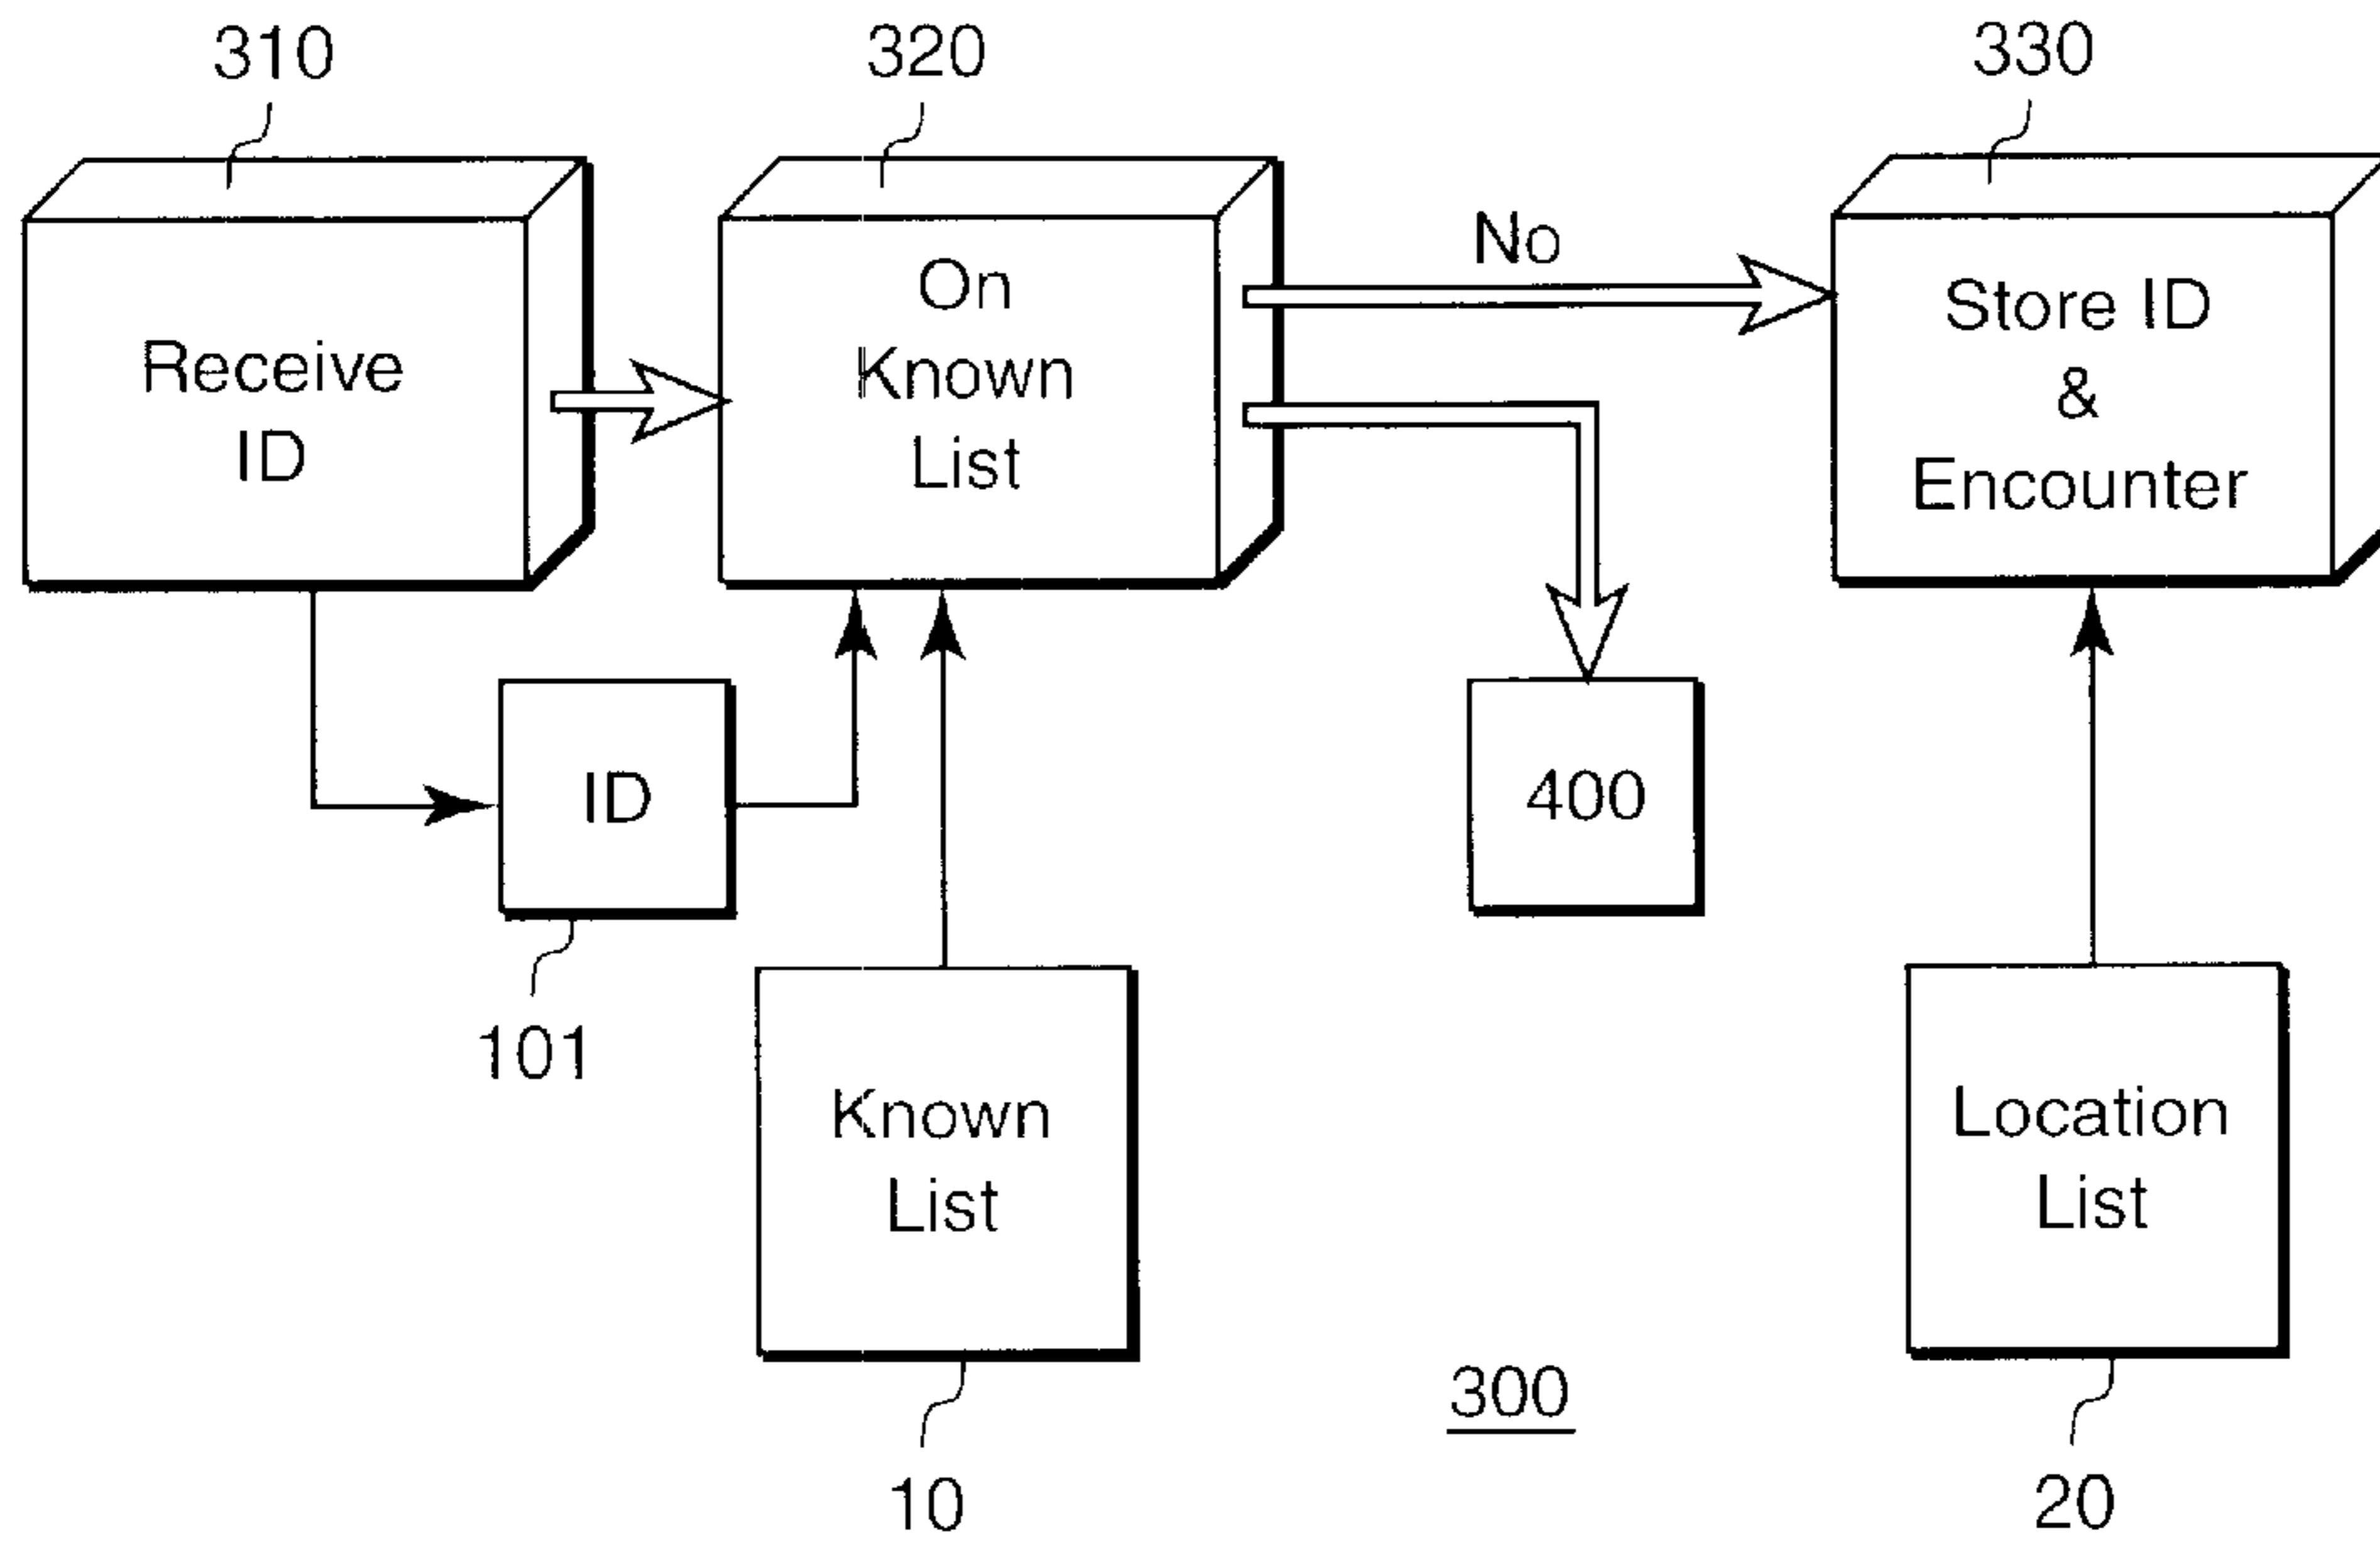 310
320
330
Receive
ID
On
Known
List
No
Store ID
&
Encounter
ID
400
101
Known
List
Location
List
300
10
20